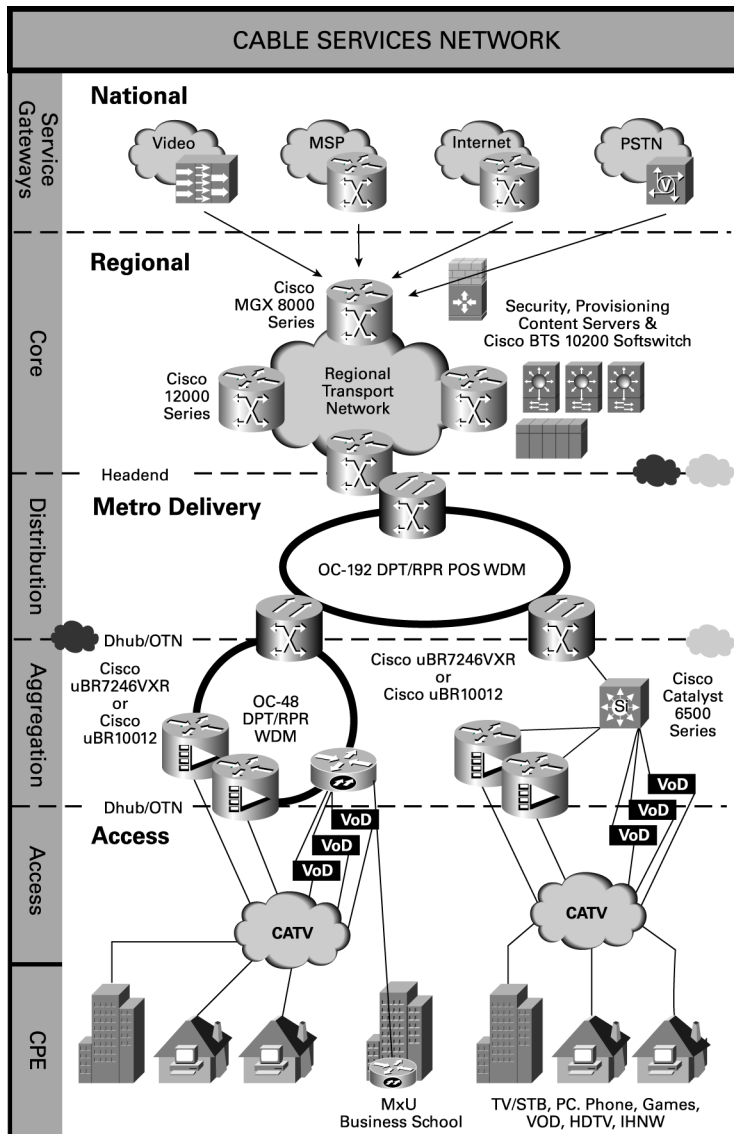 CABLE SERVICES NETWORK
Service
Gateways
National
Video
MSP
Internet
PSTN
V
Core
Regional
Cisco
MGX 8000
Series
Security, Provisioning
Content Servers &
Cisco BTS 10200 Softswitch
Cisco
12000
Series
Regional
Transport
Network
Headend
Distribution
Metro Delivery
OC-192 DPT/RPR POS WDM
Dhub/OTN
Aggregation
Cisco
uBR7246VXR
or
Cisco
uBR10012
OC-48
DPT/RPR
WDM
Cisco uBR7246VXR
or
Cisco uBR10012
Si
Cisco
Catalyst
6500
Series
Dhub/OTN
Access
Access
VoD
VoD
VoD
VoD
VoD
VoD
CATV
CATV
CPE
MxU
Business School
TV/STB, PC. Phone, Games,
VOD, HDTV, IHNW